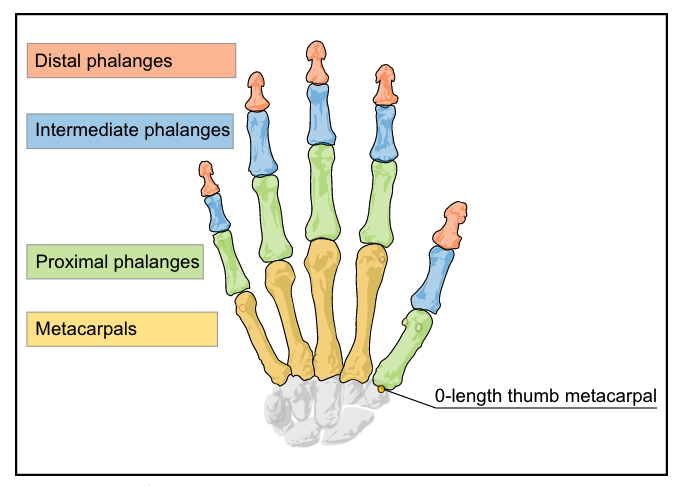 Distal phalanges
Intermediate phalanges
Proximal phalanges
Metacarpals
0-length thumb metacarpal